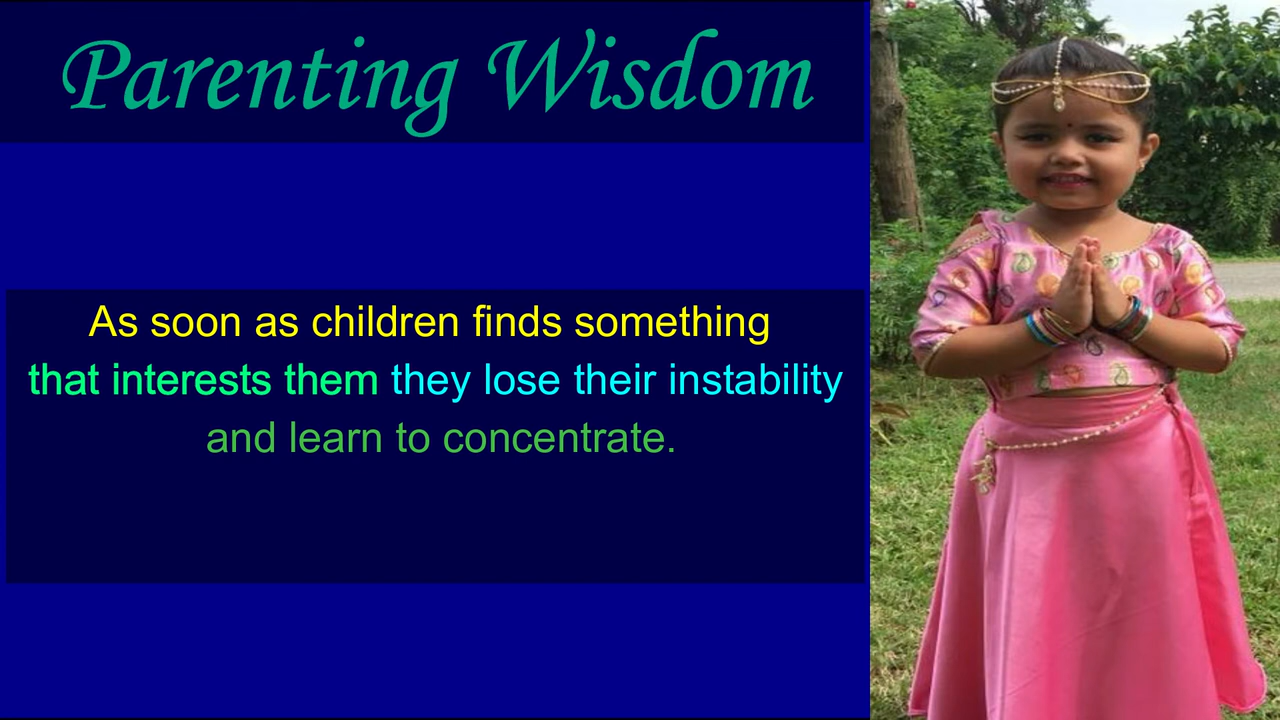 Parenting Wisdom
As soon as children finds something
that interests them they lose their instability
and learn to concentrate.